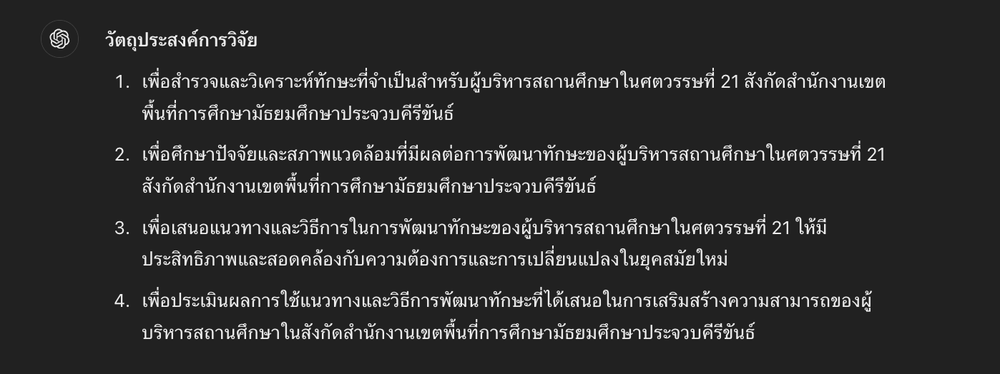 วัตถุประสงค์การวิจัย
1. เพื่อสำรวจและวิเคราะห์ทักษะที่จำเป็นสำหรับผู้บริหารสถานศึกษาในศตวรรษที่ 21 สังกัดสำนักงานเขต
พื้นที่การศึกษามัธยมศึกษาประจวบคีรีขันธ์
2. เพื่อศึกษาปัจจัยและสภาพแวดล้อมที่มีผลต่อการพัฒนาทักษะของผู้บริหารสถานศึกษาในศตวรรษที่ 21
สังกัดสำนักงานเขตพื้นที่การศึกษามัธยมศึกษาประจวบคีรีขันธ์
3. เพื่อเสนอแนวทางและวิธีการในการพัฒนาทักษะของผู้บริหารสถานศึกษาในศตวรรษที่ 21 ให้มี
ประสิทธิภาพและสอดคล้องกับความต้องการและการเปลี่ยนแปลงในยุคสมัยใหม่
4. เพื่อประเมินผลการใช้แนวทางและวิธีการพัฒนาทักษะที่ได้เสนอในการเสริมสร้างความสามารถของผู้
บริหารสถานศึกษาในสังกัดสำนักงานเขตพื้นที่การศึกษามัธยมศึกษาประจวบคีรีขันธ์